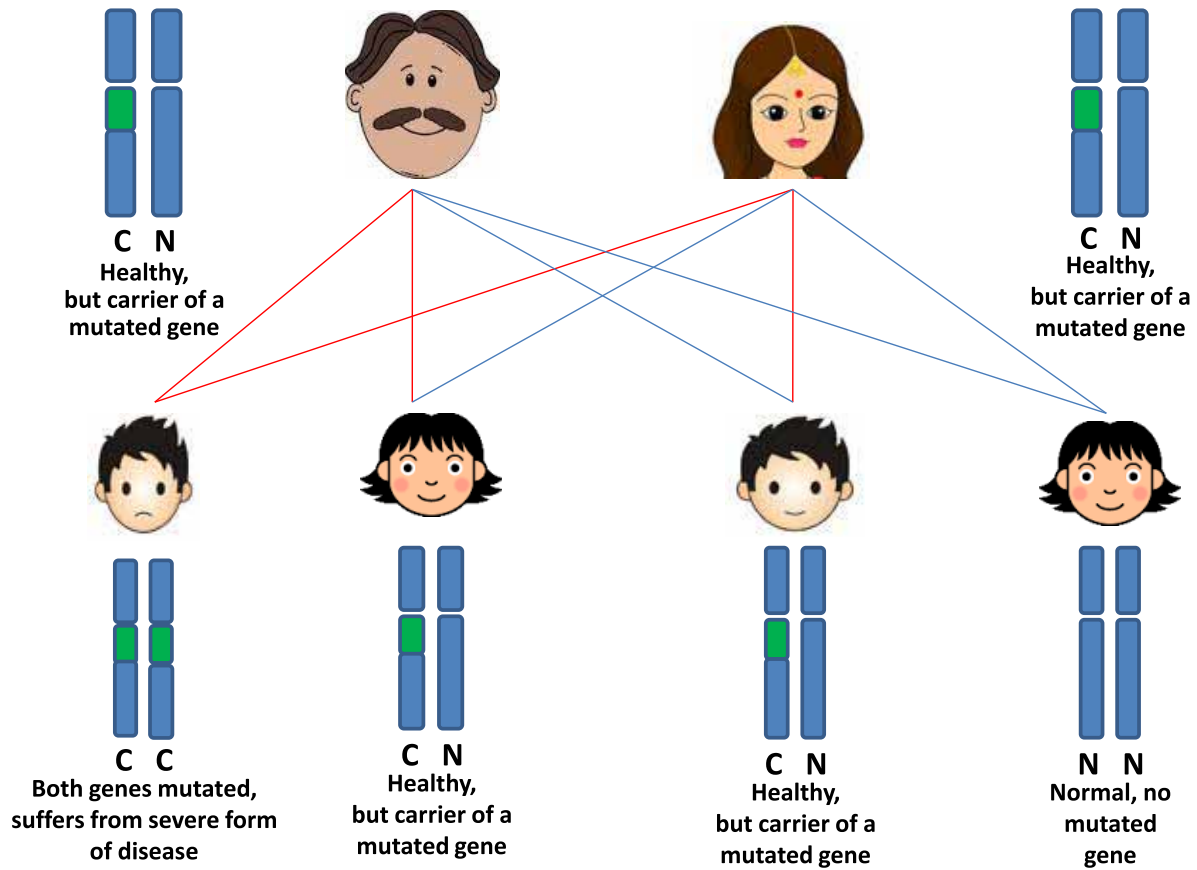 C N
Healthy,
but carrier of a
mutated gene
C N
Healthy,
but carrier of a
mutated gene
C C
Both genes mutated,
suffers from severe form
of disease
C N
Healthy,
but carrier of a
mutated gene
C N
Healthy,
but carrier of a
mutated gene
N N
Normal, no
mutated
gene